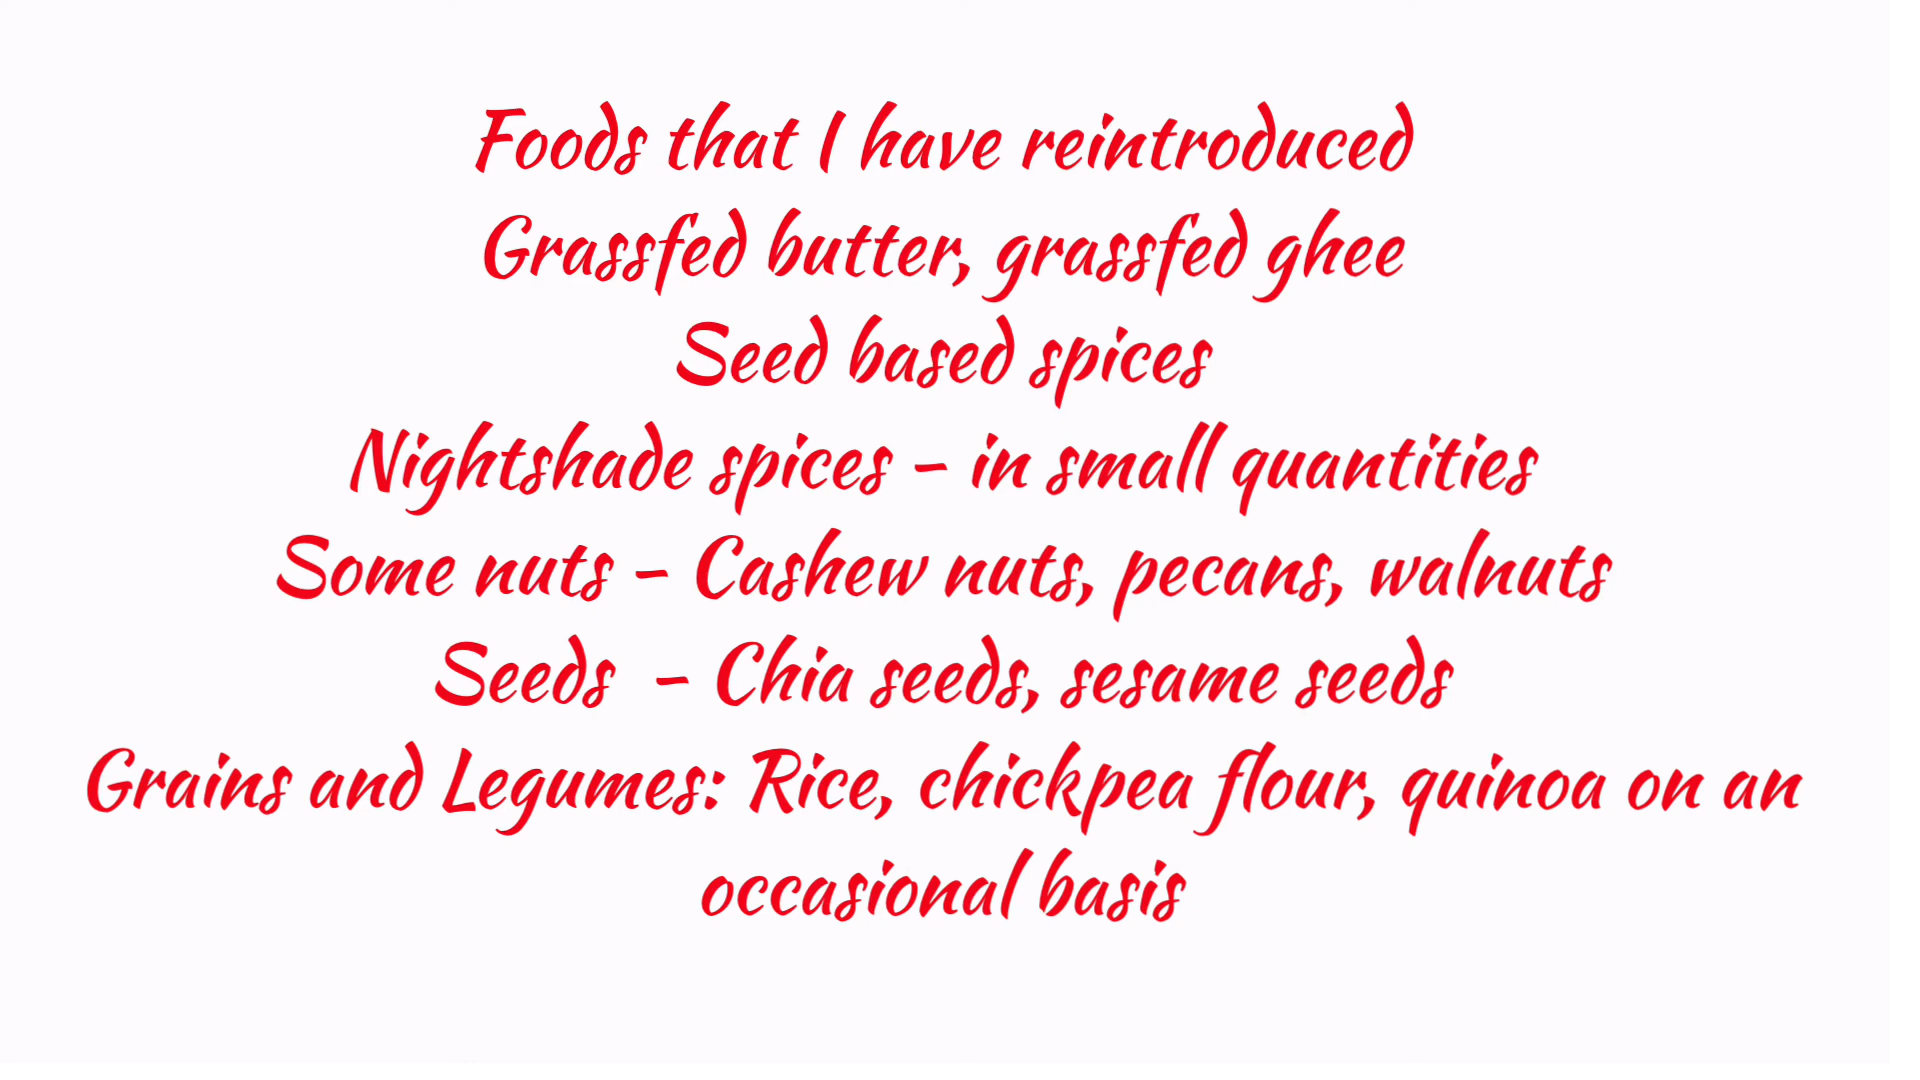 Foods that I have reintroduced
Grassfed butter, grassfed ghee
Seed based spices
Nightshade spices - in small quantities
Some nuts - Cashew nuts, pecans, walnuts
Seeds  - Chia seeds, sesame seeds
Grains and Legumes: Rice, chickpea flour, quinoa on an
occasional basis